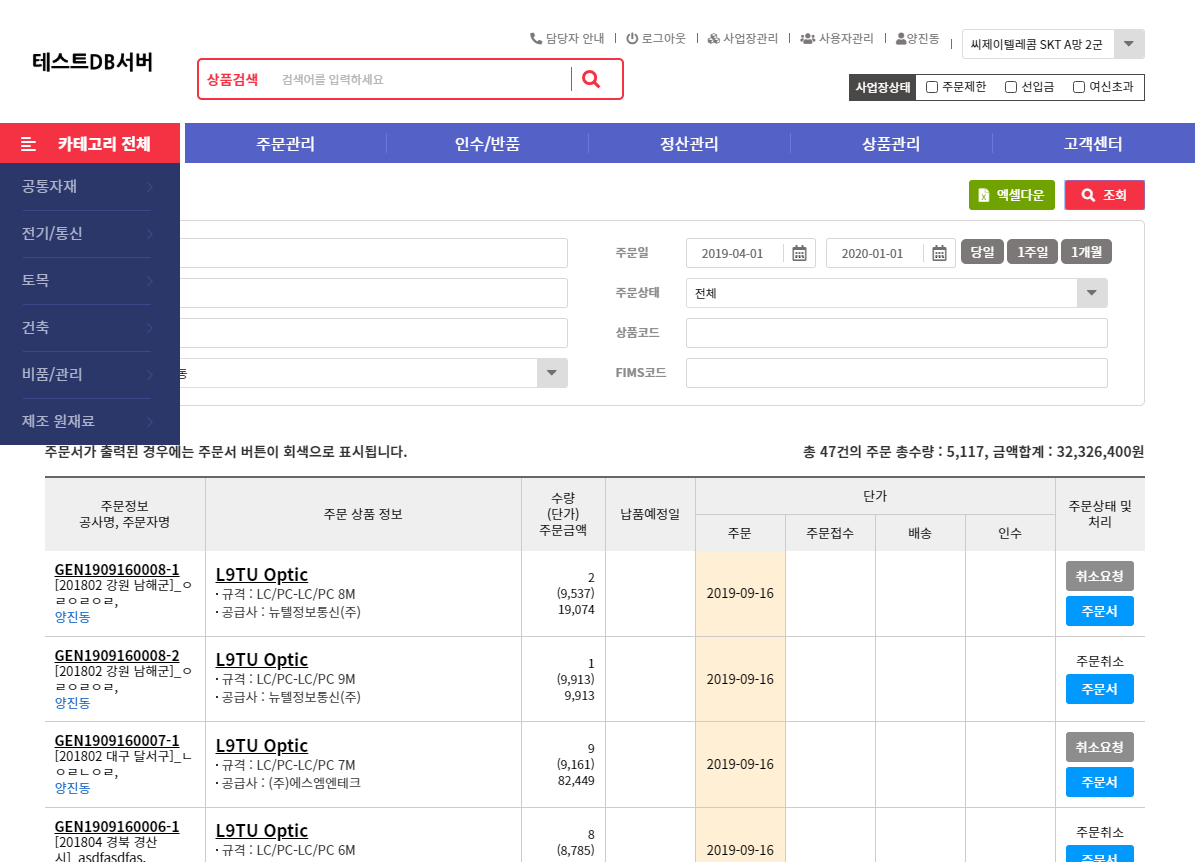 담당자 안내 | 로그아웃 | 사업장관리 | 사용자관리 | 양진동 | 씨제이텔레콤 SKT A망 2군
테스트DB서버
상품검색 검색어를 입력하세요
사업장상태 주문제한 선입금 여신초과
카테고리 전체 주문관리 인수/반품 정산관리 상품관리 고객센터
공통자재
전기/통신
토목
건축
비품/관리
제조 원재료
엑셀다운 조회
주문일 2019-04-01 2020-01-01 당일 1주일 1개월
주문상태 전체
상품코드
동 FIMS코드
주문서가 출력된 경우에는 주문서 버튼이 회색으로 표시됩니다. 총 47건의 주문 총수량 : 5,117, 금액합계 : 32,326,400원
주문정보
공사명, 주문자명
주문 상품 정보
수량
(단가)
주문금액
납품예정일
단가
주문 주문접수 배송 인수
주문상태 및
처리
GEN1909160008-1
[201802 강원 남해군]_ㅇ
ㄹㅇㄹㅇㄹ,
양진동
L9TU Optic
· 규격 : LC/PC-LC/PC 8M
· 공급사 : 뉴텔정보통신(주)
2
(9,537)
19,074
2019-09-16
취소요청
주문서
GEN1909160008-2
[201802 강원 남해군]_ㅇ
ㄹㅇㄹㅇㄹ,
양진동
L9TU Optic
· 규격 : LC/PC-LC/PC 9M
· 공급사 : 뉴텔정보통신(주)
1
(9,913)
9,913
2019-09-16
주문취소
주문서
GEN1909160007-1
[201802 대구 달서구]_ㄴ
ㅇㄹㄴㅇㄹ,
양진동
L9TU Optic
· 규격 : LC/PC-LC/PC 7M
· 공급사 : (주)에스엠엔테크
9
(9,161)
82,449
2019-09-16
취소요청
주문서
GEN1909160006-1
[201804 경북 경산
시]_asdfasdfas,
L9TU Optic
· 규격 : LC/PC-LC/PC 6M
8
(8,785)
2019-09-16
주문취소
주문서